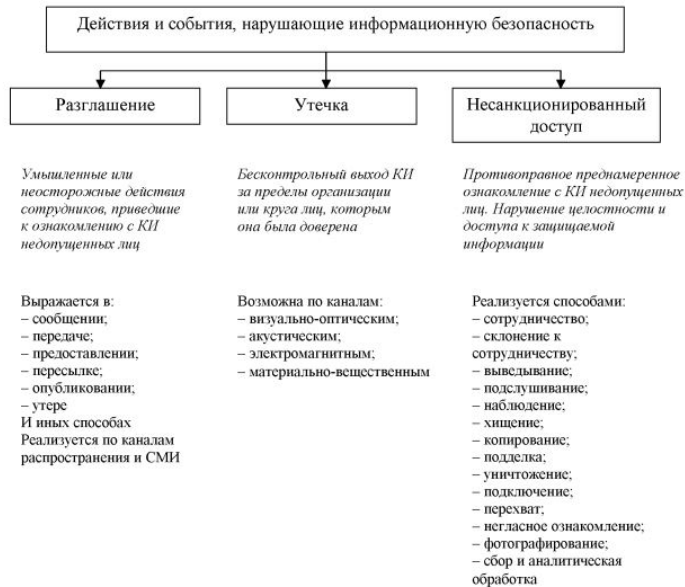 Действия и события, нарушающие информационную безопасность
Разглашение
Утечка
Несанкционированный
доступ
Умышленные или
неосторожные действия
сотрудников, приведшие
к ознакомлению с КИ
недопущенных лиц
Бесконтрольный выход КИ
за пределы организации
или круга лиц, которым
она была доверена
Противоправное преднамеренное
ознакомление с КИ недопущенных
лиц. Нарушение целостности и
доступа к защищаемой
информации
Выражается в:
– сообщении;
– передаче;
– предоставлении;
– пересылке;
– опубликовании;
– утере
И иных способах
Реализуется по каналам
распространения и СМИ
Возможна по каналам:
– визуально-оптическим;
– акустическим;
– электромагнитным;
– материально-вещественным
Реализуется способами:
– сотрудничество;
– склонение к
сотрудничеству;
– выведывание;
– подслушивание;
– наблюдение;
– хищение;
– копирование;
– подделка;
– уничтожение;
– подключение;
– перехват;
– негласное ознакомление;
– фотографирование;
– сбор и аналитическая
обработка